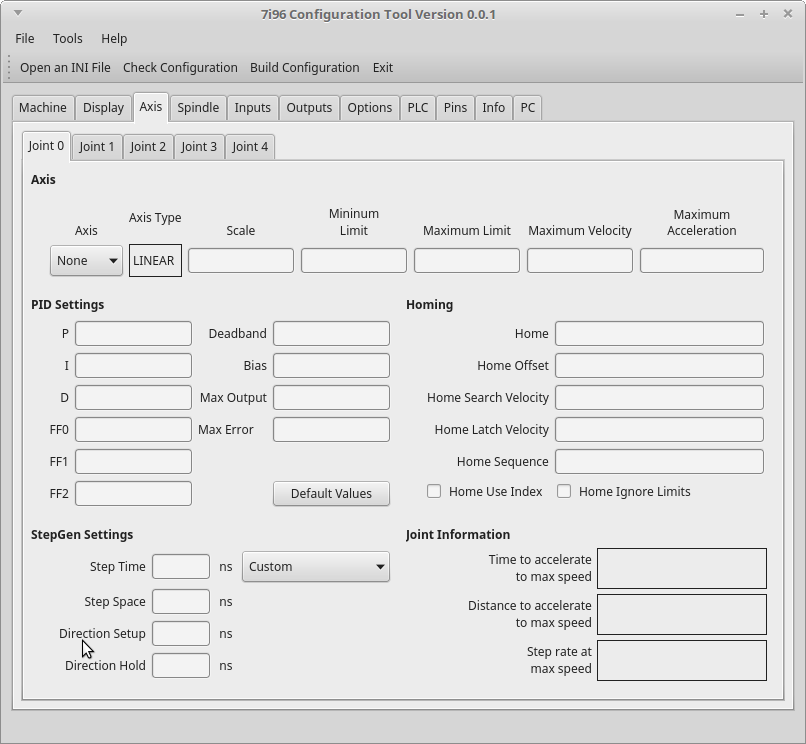 7i96 Configuration Tool Version 0.0.1
File Tools Help
Open an INI File Check Configuration Build Configuration Exit
Machine Display Axis Spindle Inputs Outputs Options PLC Pins Info PC
Joint 0 Joint 1 Joint 2 Joint 3 Joint 4
Axis
Axis Axis Type Scale Mininum Limit Maximum Limit Maximum Velocity Maximum Acceleration
None LINEAR
PID Settings
P Deadband
I Bias
D Max Output
FF0 Max Error
FF1
FF2 Default Values
Homing
Home
Home Offset
Home Search Velocity
Home Latch Velocity
Home Sequence
Home Use Index Home Ignore Limits
StepGen Settings
Step Time ns Custom
Step Space ns
Direction Setup ns
Direction Hold ns
Joint Information
Time to accelerate
to max speed
Distance to accelerate
to max speed
Step rate at
max speed